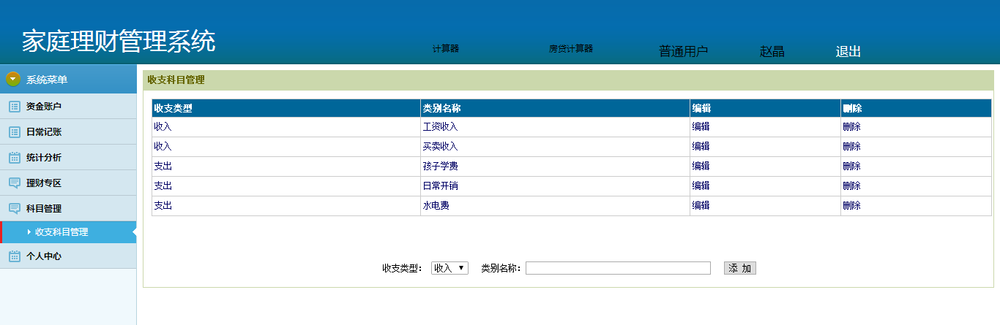 家庭理财管理系统
计算器 房贷计算器 普通用户 赵晶 退出
系统菜单
资金账户
日常记账
统计分析
理财专区
科目管理
收支科目管理
个人中心
收支科目管理
收支类型 类别名称 编辑 删除
收入 工资收入 编辑 删除
收入 买卖收入 编辑 删除
支出 孩子学费 编辑 删除
支出 日常开销 编辑 删除
支出 水电费 编辑 删除
收支类型： 收入 类别名称： 添 加